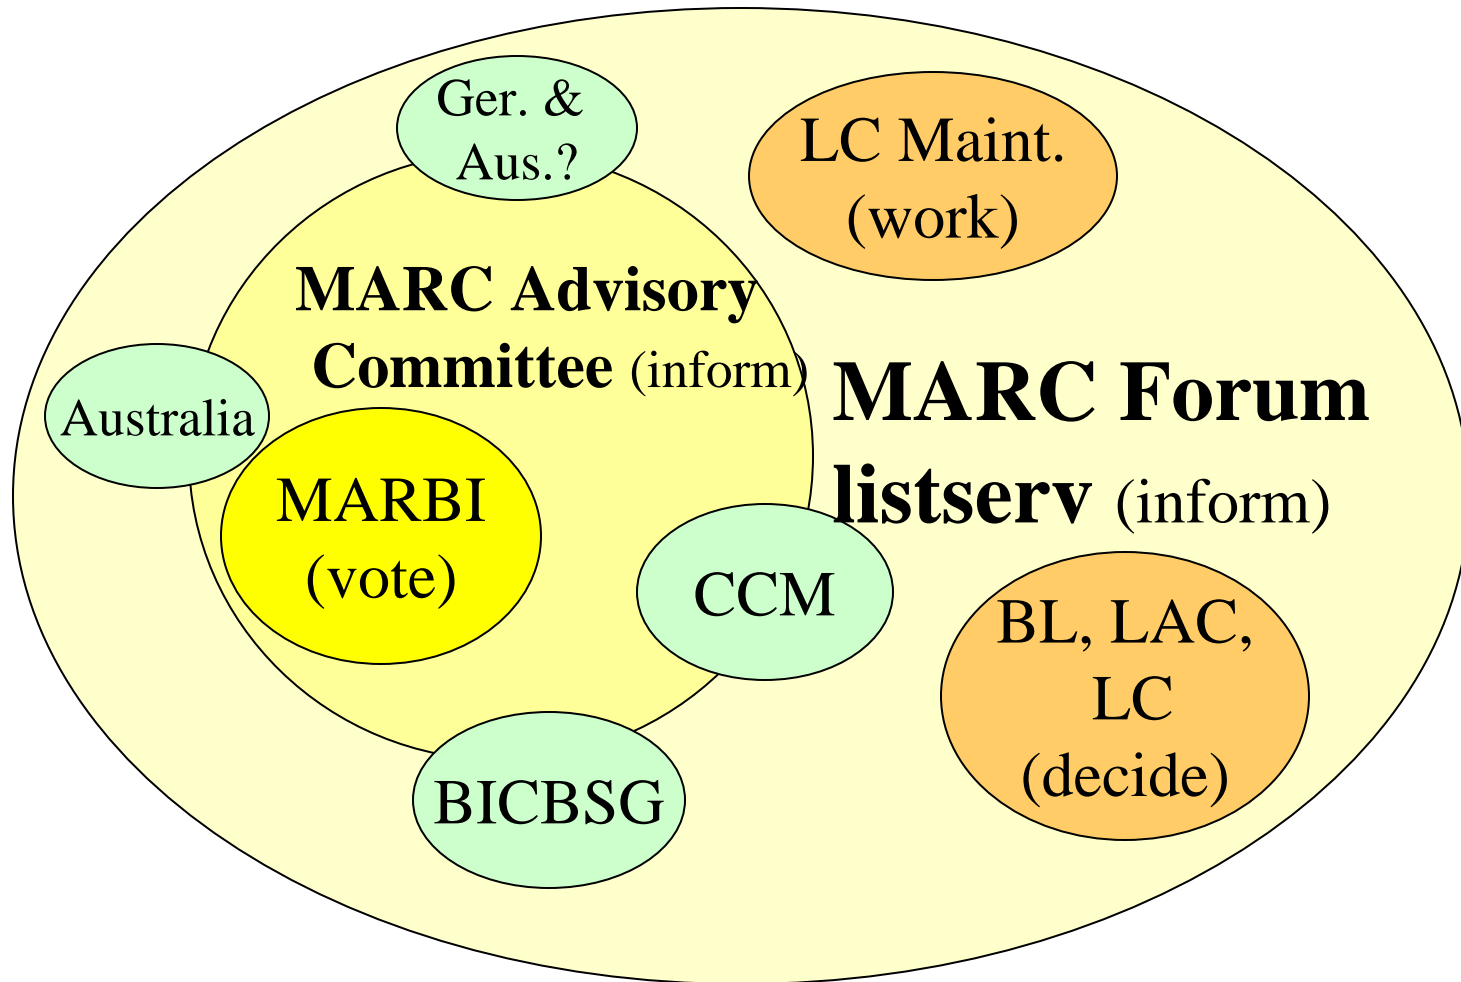 Ger. &
Aus.?
LC Maint.
(work)
MARC Advisory
Committee (inform)
Australia
MARC Forum
listserv (inform)
MARBI
(vote)
CCM
BL, LAC,
LC
(decide)
BICBSG